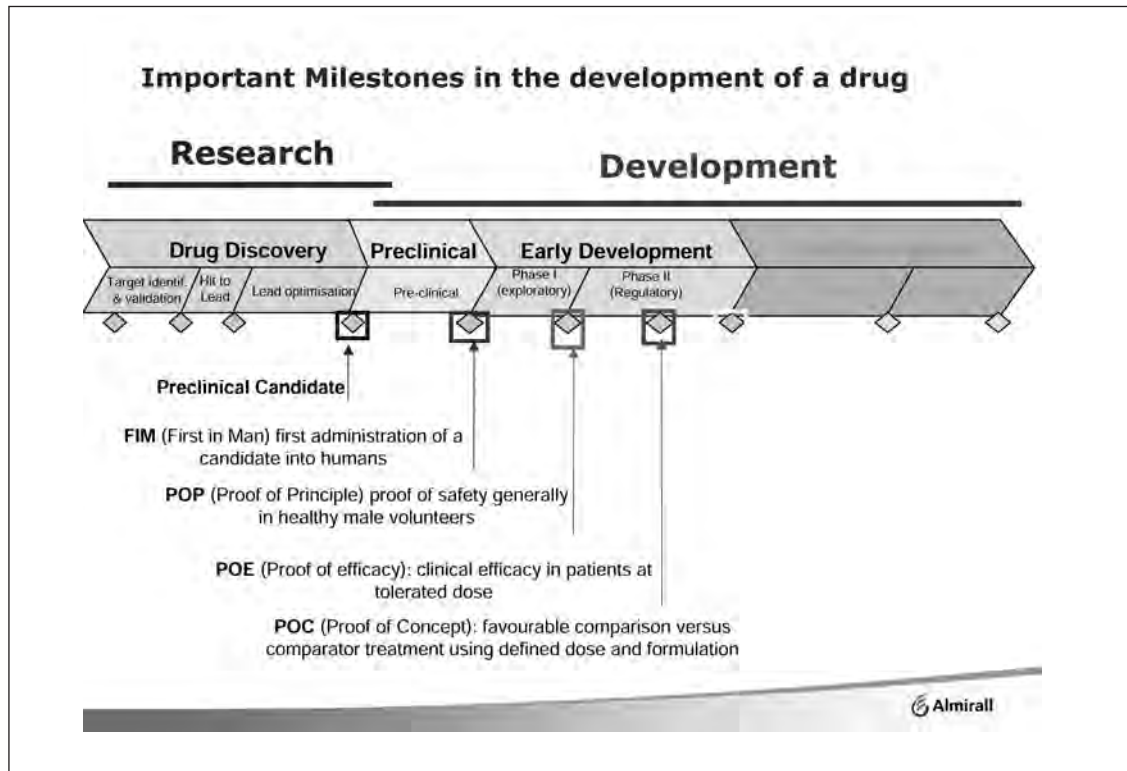 Important Milestones in the development of a drug
Research
Development
Drug Discovery
Preclinical
Early Development
Target identif.
& validation
Hit to
Lead
Lead optimisation
Pre-clinical
Phase I
(exploratory)
Phase II
(Regulatory)
Preclinical Candidate
FIM (First in Man) first administration of a
candidate into humans
POP (Proof of Principle) proof of safety generally
in healthy male volunteers
POE (Proof of efficacy): clinical efficacy in patients at
tolerated dose
POC (Proof of Concept): favourable comparison versus
comparator treatment using defined dose and formulation
Almirall